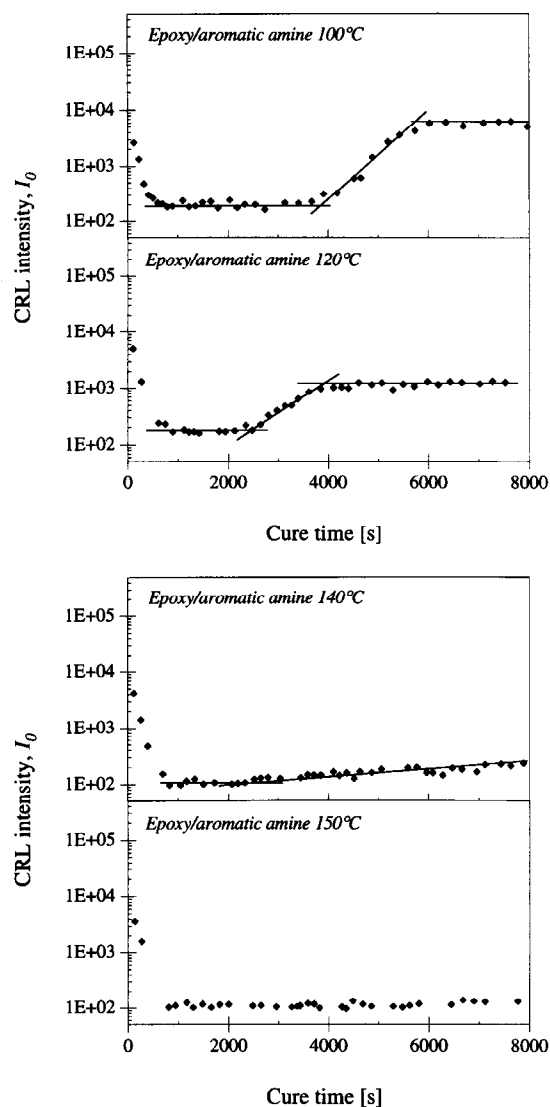 Epoxy/aromatic amine 100°C
1E+05
1E+04
1E+03
1E+02
Epoxy/aromatic amine 120°C
1E+05
1E+04
1E+03
1E+02
CRL intensity, I0
0 2000 4000 6000 8000
Cure time [s]
Epoxy/aromatic amine 140°C
1E+05
1E+04
1E+03
1E+02
Epoxy/aromatic amine 150°C
1E+05
1E+04
1E+03
1E+02
CRL intensity, I0
0 2000 4000 6000 8000
Cure time [s]